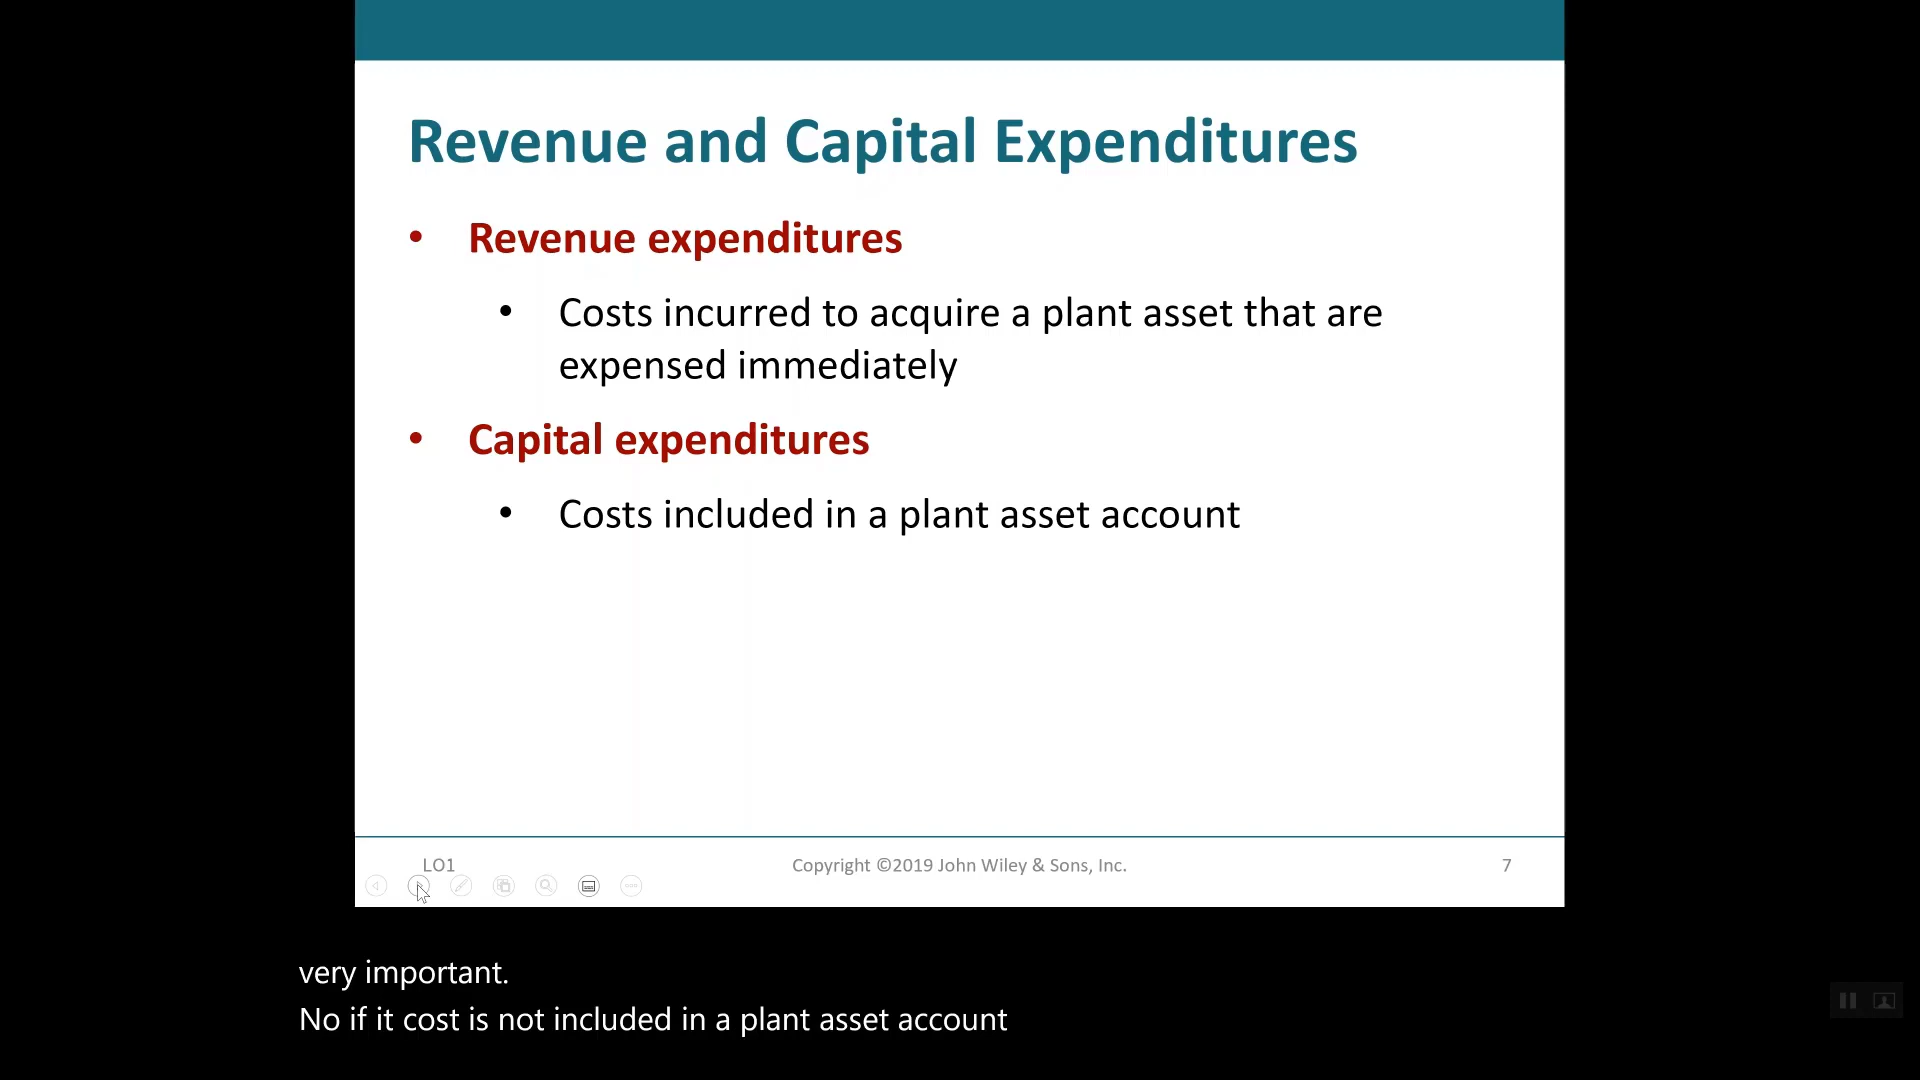 Revenue and Capital Expenditures
• Revenue expenditures
• Costs incurred to acquire a plant asset that are
expensed immediately
• Capital expenditures
• Costs included in a plant asset account
LO1
Copyright ©2019 John Wiley & Sons, Inc.
7
very important.
No if it cost is not included in a plant asset account